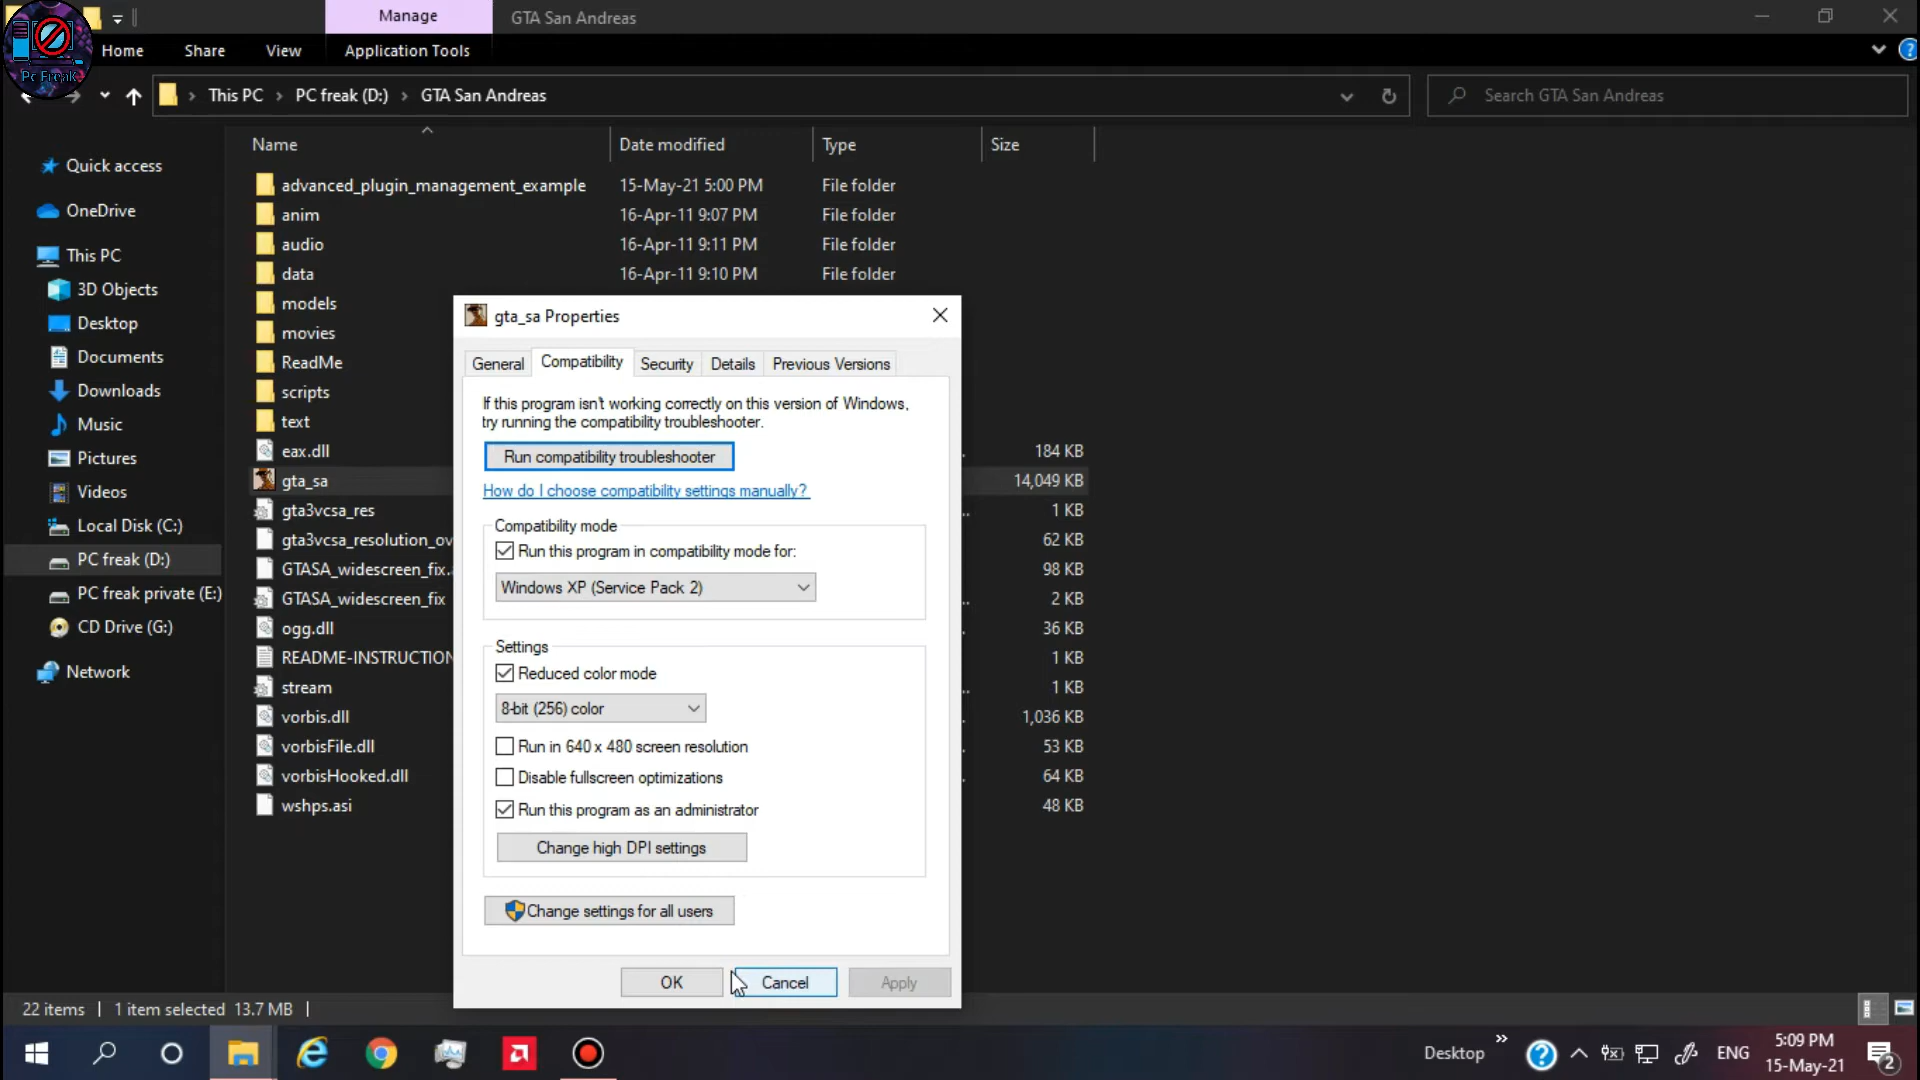 Manage
GTA San Andreas
Pc FreaK
Home
Share
View
Application Tools
This PC
PC freak (D:)
GTA San Andreas
Search GTA San Andreas
Name
Date modified
Type
Size
Quick access
OneDrive
This PC
3D Objects
Desktop
Documents
Downloads
Music
Pictures
Videos
Local Disk (C:)
PC freak (D:)
PC freak private (E:)
CD Drive (G:)
Network
advanced_plugin_management_example 15-May-21 5:00 PM File folder
anim 16-Apr-11 9:07 PM File folder
audio 16-Apr-11 9:11 PM File folder
data 16-Apr-11 9:10 PM File folder
models
movies
ReadMe
scripts
text
eax.dll 184 KB
gta_sa 14,049 KB
gta3vcsa_res 1 KB
gta3vcsa_resolution_ov 62 KB
GTASA_widescreen_fix. 98 KB
GTASA_widescreen_fix 2 KB
ogg.dll 36 KB
README-INSTRUCTION 1 KB
stream 1 KB
vorbis.dll 1,036 KB
vorbisFile.dll 53 KB
vorbisHooked.dll 64 KB
wshps.asi 48 KB
gta_sa Properties
General
Compatibility
Security
Details
Previous Versions
If this program isn't working correctly on this version of Windows,
try running the compatibility troubleshooter.
Run compatibility troubleshooter
How do I choose compatibility settings manually?
Compatibility mode
Run this program in compatibility mode for:
Windows XP (Service Pack 2)
Settings
Reduced color mode
8-bit (256) color
Run in 640 x 480 screen resolution
Disable fullscreen optimizations
Run this program as an administrator
Change high DPI settings
Change settings for all users
OK
Cancel
Apply
22 items
1 item selected 13.7 MB
Desktop
ENG
5:09 PM
15-May-21
2